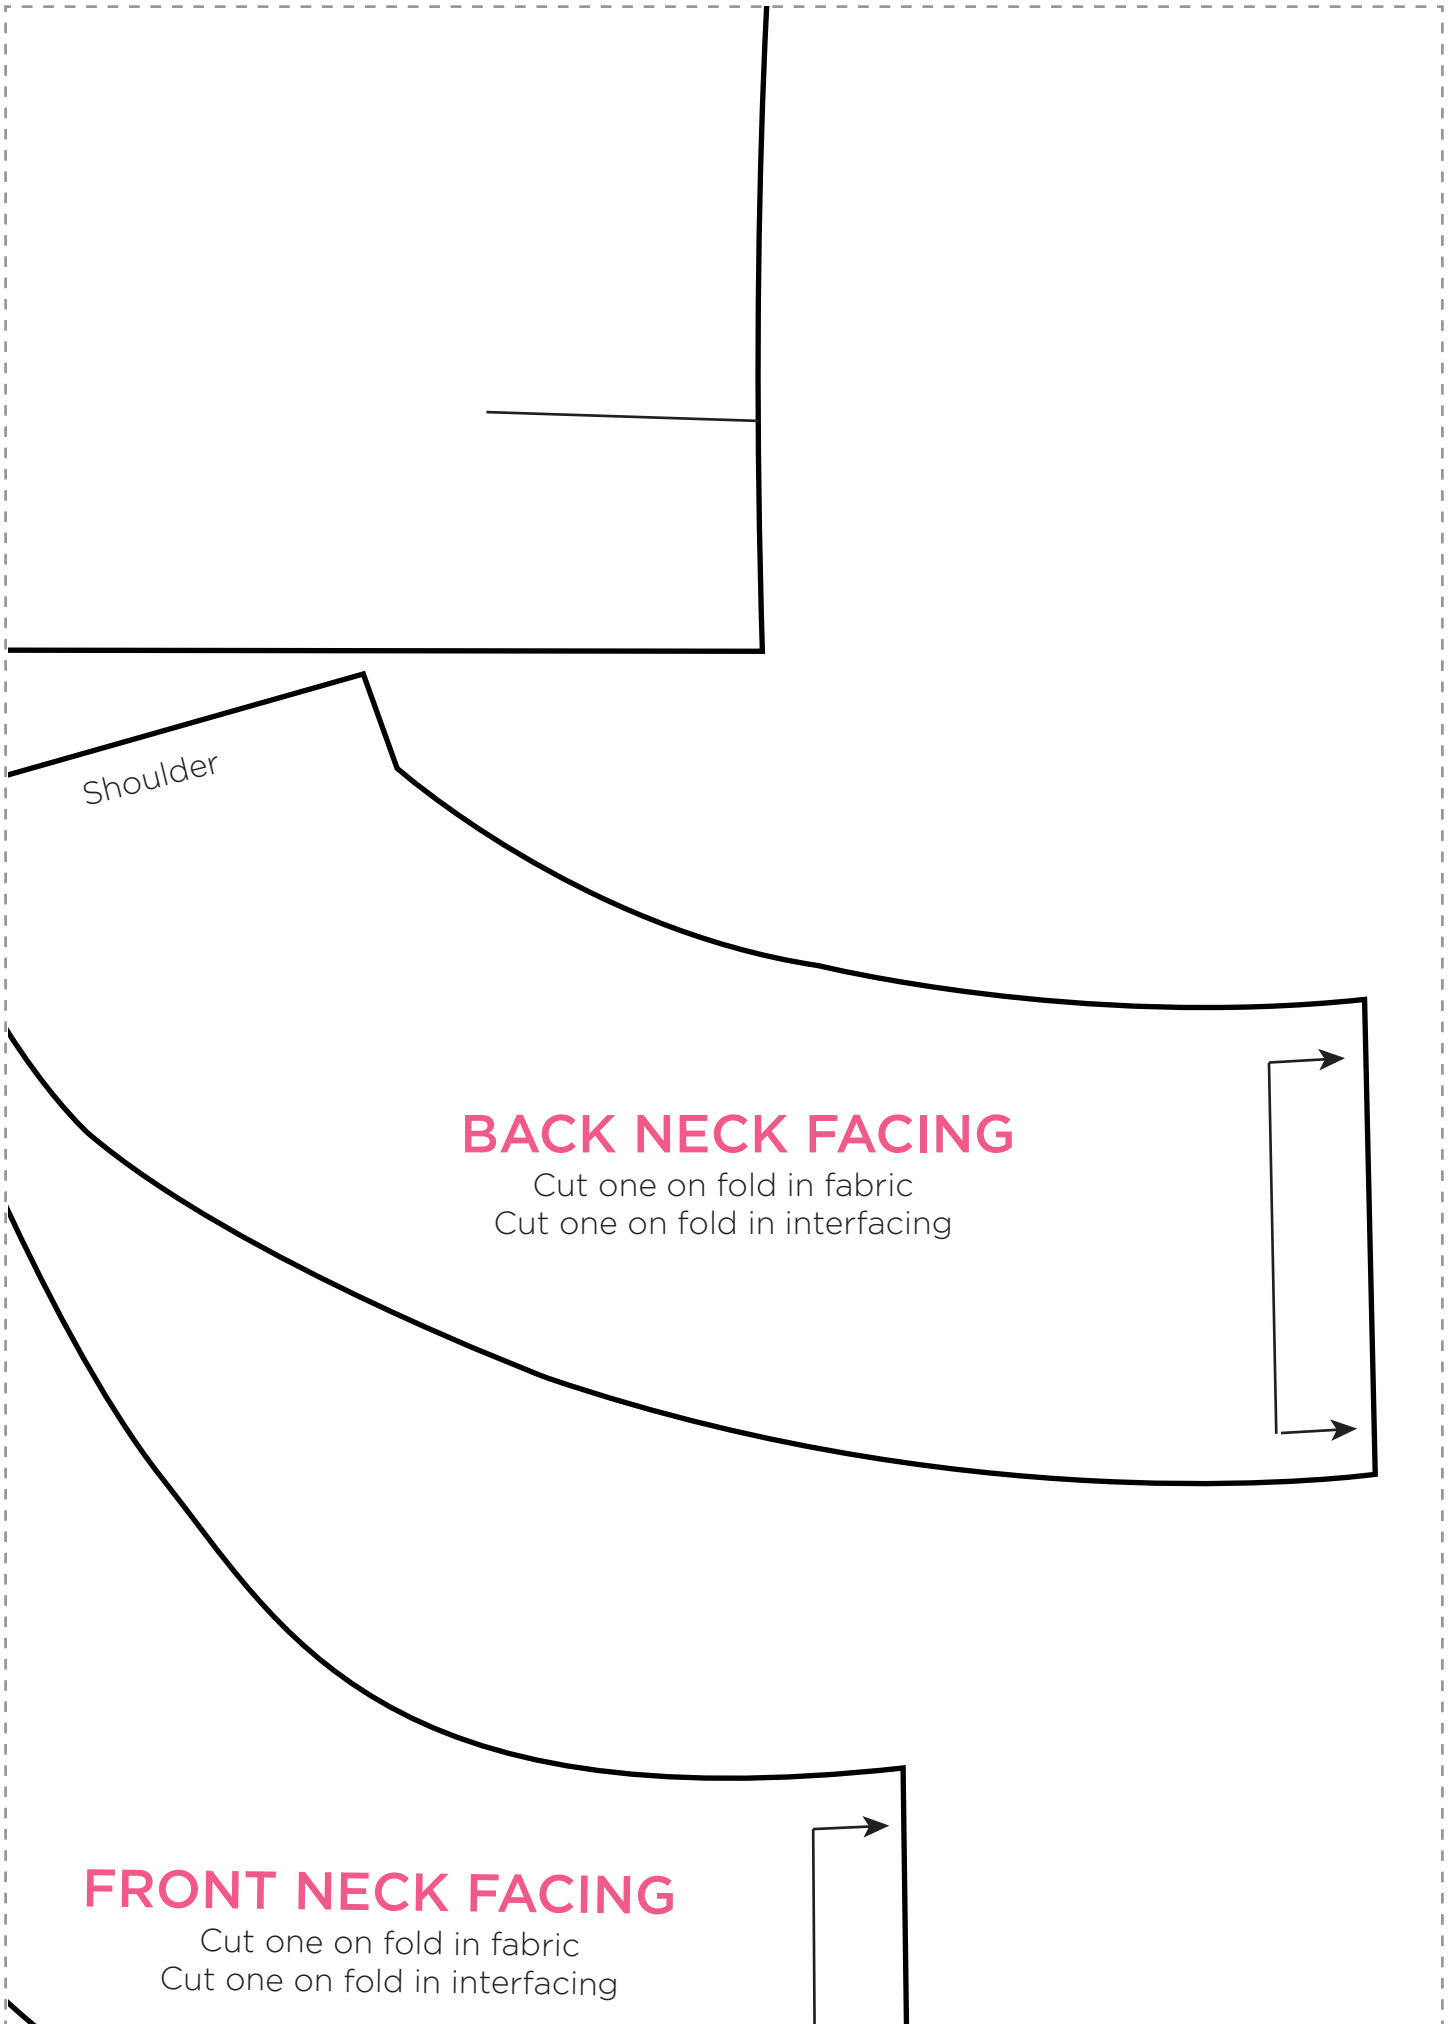 Shoulder
BACK NECK FACING
Cut one on fold in fabric
Cut one on fold in interfacing
FRONT NECK FACING
Cut one on fold in fabric
Cut one on fold in interfacing